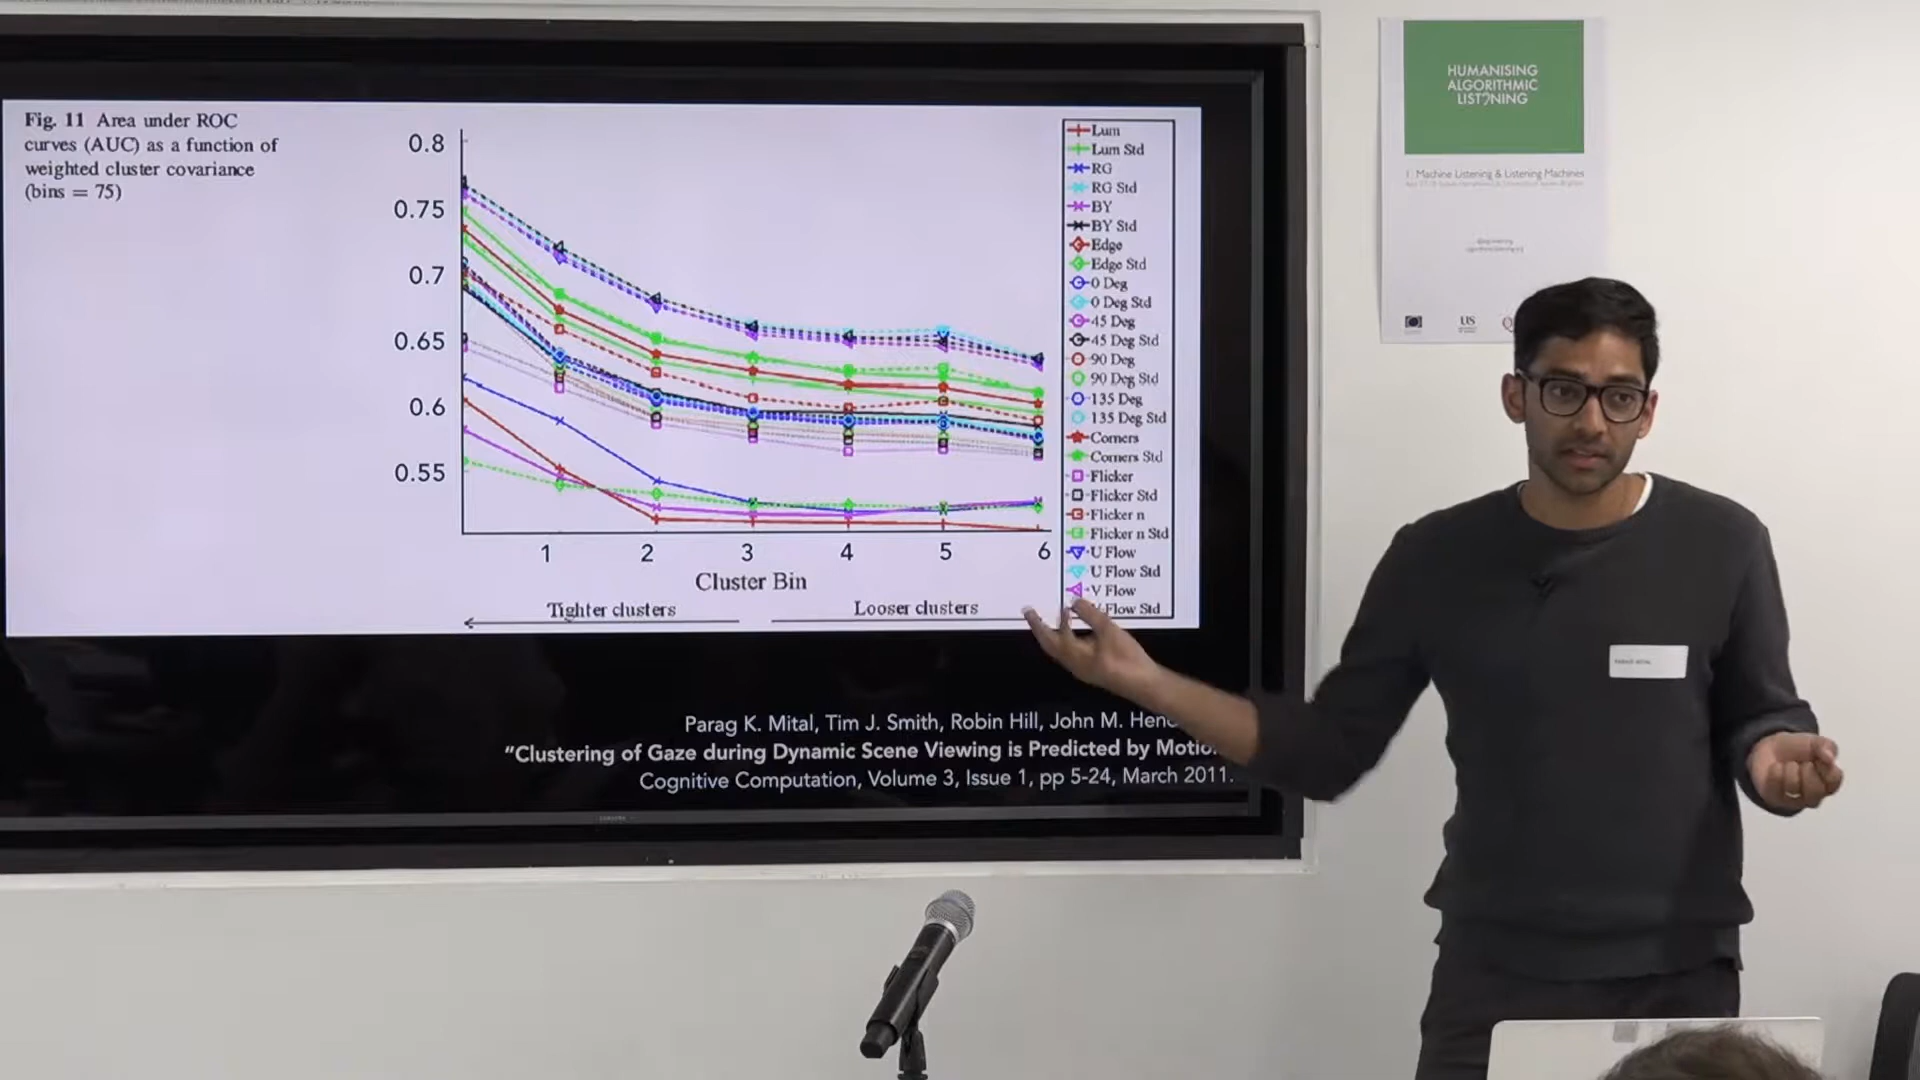 Fig. 11 Area under ROC
curves (AUC) as a function of
weighted cluster covariance
(bins = 75)
0.8
0.75
0.7
0.65
0.6
0.55
1 2 3 4 5 6
Cluster Bin
Tighter clusters
Looser clusters
Lum
Lum Std
RG
RG Std
BY
BY Std
Edge
Edge Std
0 Deg
0 Deg Std
45 Deg
45 Deg Std
90 Deg
90 Deg Std
135 Deg
135 Deg Std
Corners
Corners Std
Flicker
Flicker Std
Flicker n
Flicker n Std
U Flow
U Flow Std
V Flow
V Flow Std
Parag K. Mital, Tim J. Smith, Robin Hill, John M.
"Clustering of Gaze during Dynamic Scene Viewing is Predicted by
Cognitive Computation, Volume 3, Issue 1, pp 5-24, March 2011.
HUMANISING
ALGORITHMIC
LISTENING
1. Machine Listening & Listening Machines
US